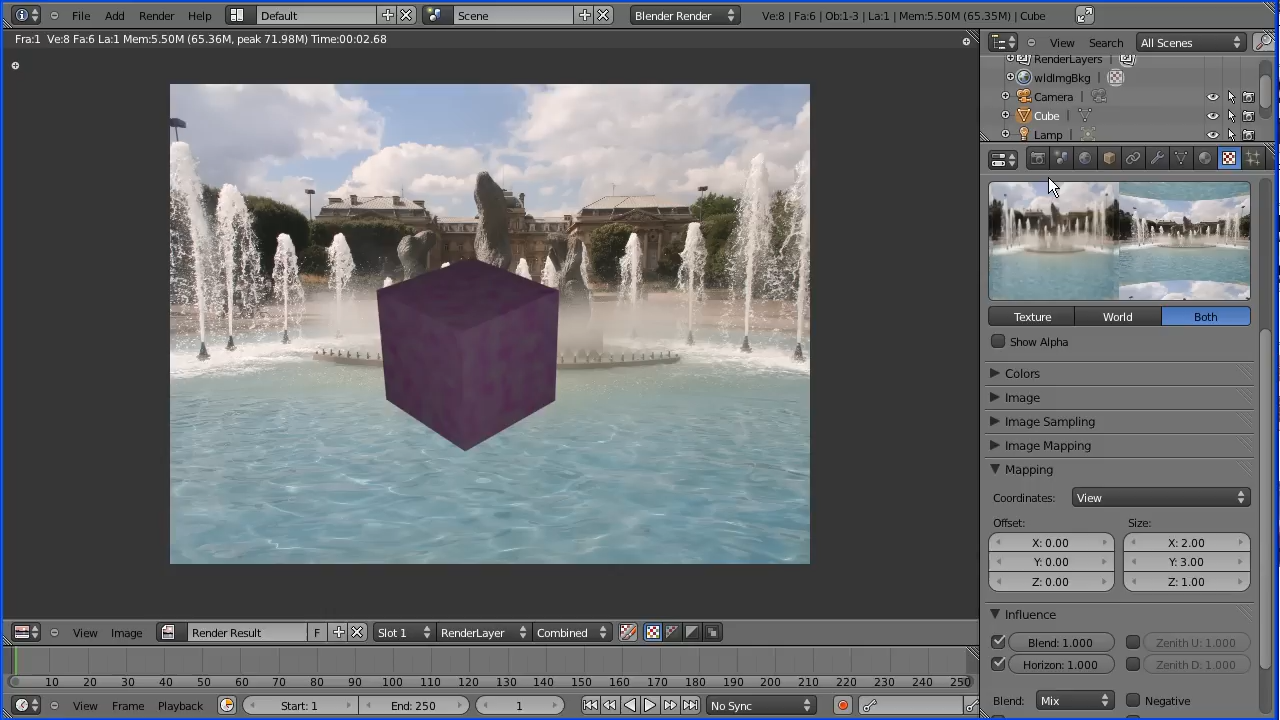 File Add Render Help Default Scene Blender Render Ve:8 | Fa:6 | Ob:1-3 | La:1 | Mem:5.50M (65.35M) | Cube
Fra:1 Ve:8 Fa:6 La:1 Mem:5.50M (65.36M, peak 71.98M) Time:00:02.68
View Search All Scenes
RenderLayers |
wldImgBkg |
Camera |
Cube |
Lamp |
Texture World Both
Show Alpha
Colors
Image
Image Sampling
Image Mapping
Mapping
Coordinates: View
Offset: Size:
X: 0.00 X: 2.00
Y: 0.00 Y: 3.00
Z: 0.00 Z: 1.00
Influence
Blend: 1.000 Zenith U: 1.000
Horizon: 1.000 Zenith D: 1.000
Blend: Mix Negative
View Image Render Result F Slot 1 RenderLayer Combined
0 10 20 30 40 50 60 70 80 90 100 110 120 130 140 150 160 170 180 190 200 210 220 230 240 250
View Frame Playback Start: 1 End: 250 1 No Sync